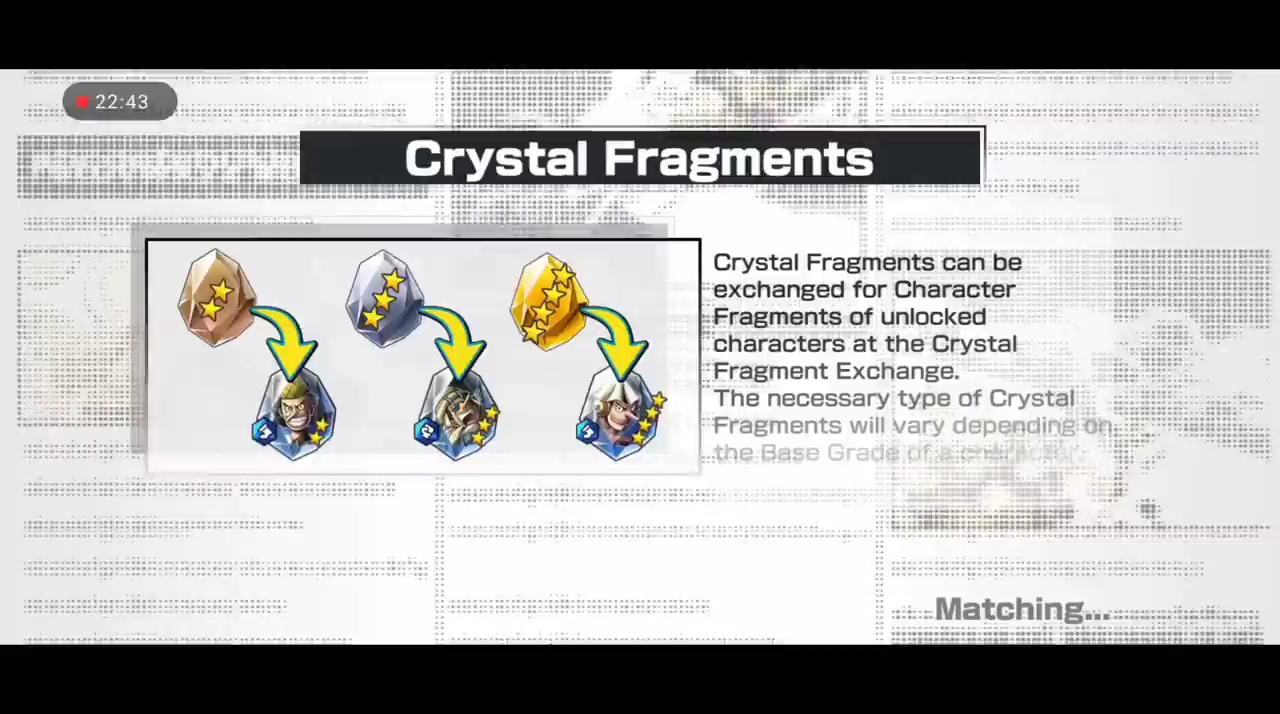 22:43
Crystal Fragments
Crystal Fragments can be
exchanged for Character
Fragments of unlocked
characters at the Crystal
Fragment Exchange.
The necessary type of Crystal
Fragments will vary depending on
the Base Grade of a character.
Matching...